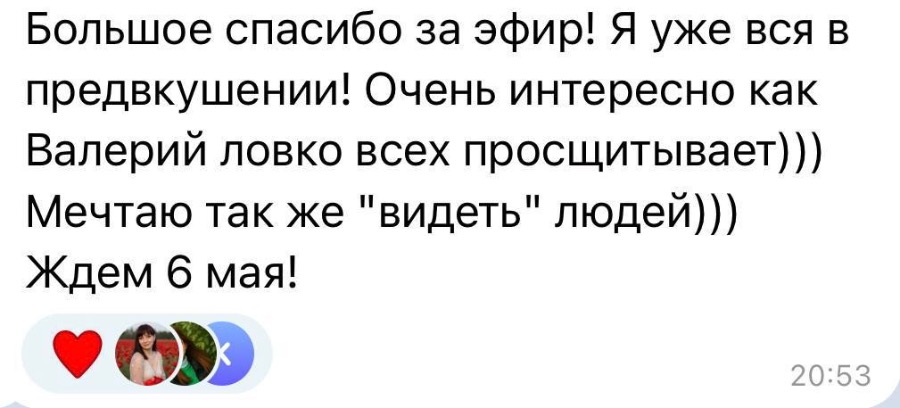 Большое спасибо за эфир! Я уже вся в
предвкушении! Очень интересно как
Валерий ловко всех просщитывает)))
Мечтаю так же "видеть" людей)))
Ждем 6 мая!
20:53